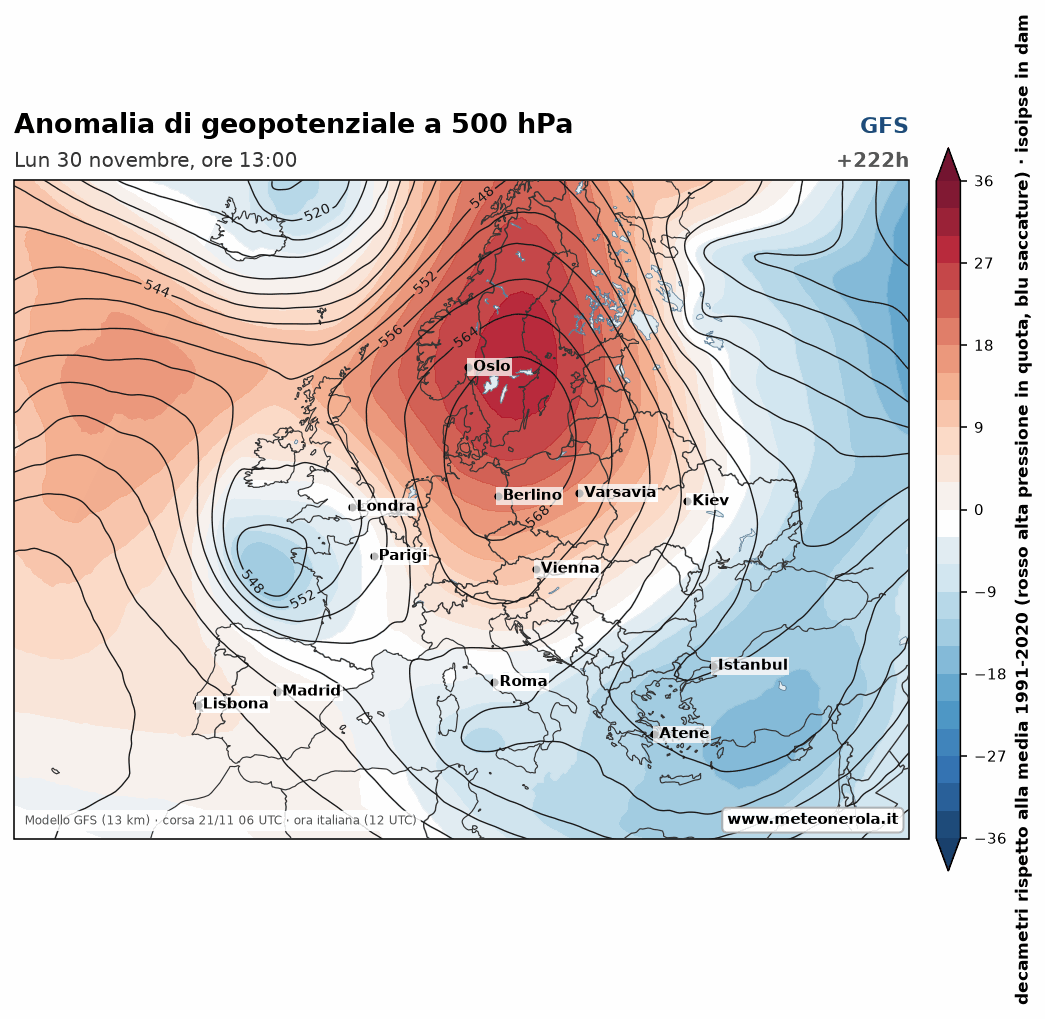 Anomalia di geopotenziale a 500 hPa
GFS
Lun 30 novembre, ore 13:00
+222h
520
548
544
552
556
564
Oslo
Londra
Berlino
Varsavia
Kiev
568
Parigi
Vienna
548
552
Istanbul
Roma
Madrid
Lisbona
Atene
Modello GFS (13 km) · corsa 21/11 06 UTC · ora italiana (12 UTC)
www.meteonerola.it
36
27
18
9
0
−9
−18
−27
−36
decametri rispetto alla media 1991-2020 (rosso alta pressione in quota, blu saccature) · isoipse in dam